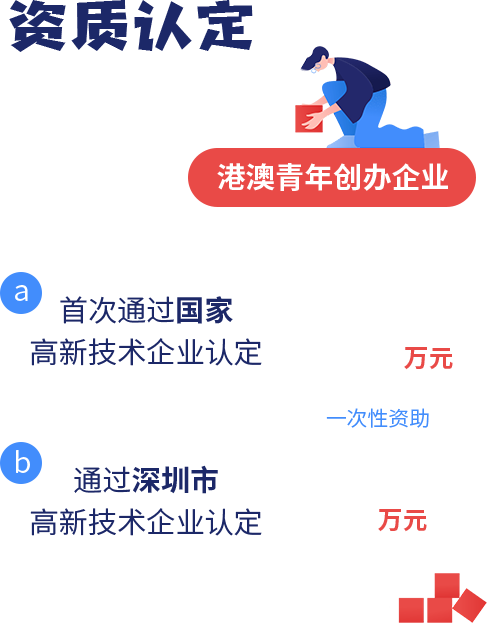 资质认定
港澳青年创办企业
a
首次通过国家
高新技术企业认定
万元
一次性资助
b
通过深圳市
高新技术企业认定
万元